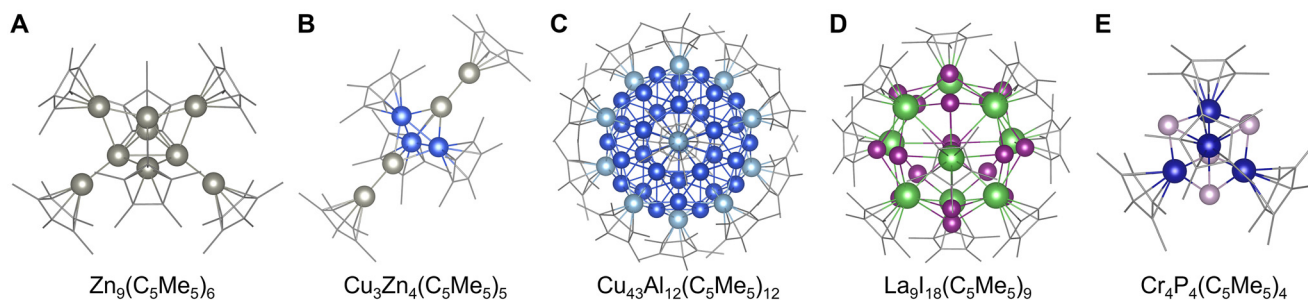 A
B
C
D
E
Zn₉(C₅Me₅)₆
Cu₃Zn₄(C₅Me₅)₅
Cu₄₃Al₁₂(C₅Me₅)₁₂
La₉I₁₈(C₅Me₅)₉
Cr₄P₄(C₅Me₅)₄